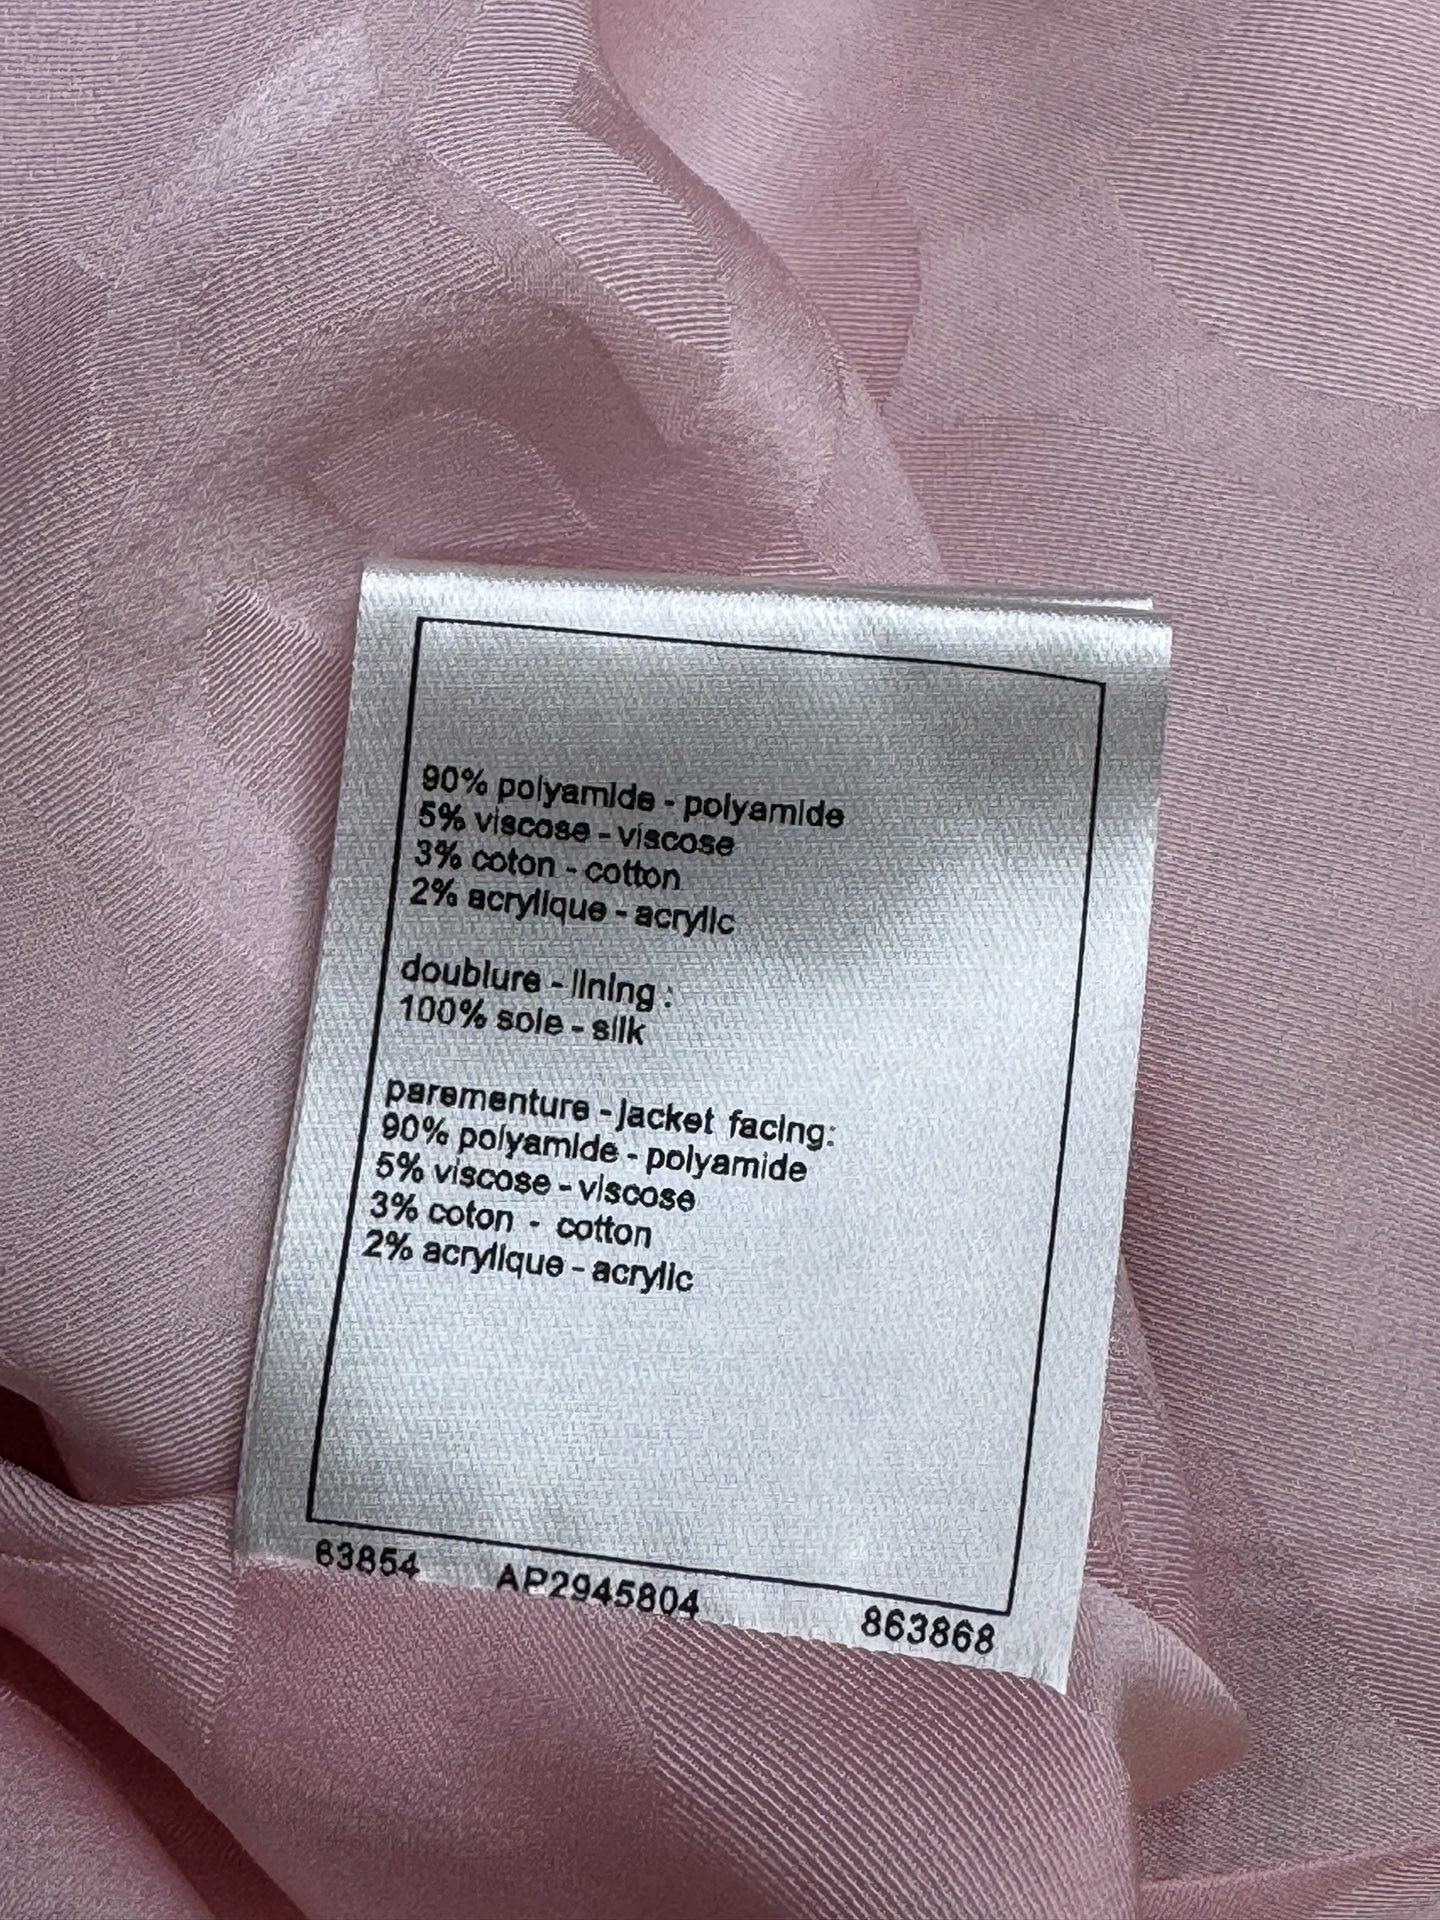 90% polyamide - polyamide
5% viscose - viscose
3% coton - cotton
2% acrylique - acrylic
doublure - lining :
100% soie - silk
parementure - jacket facing:
90% polyamide - polyamide
5% viscose - viscose
3% coton - cotton
2% acrylique - acrylic
63854 AP2945804 863868